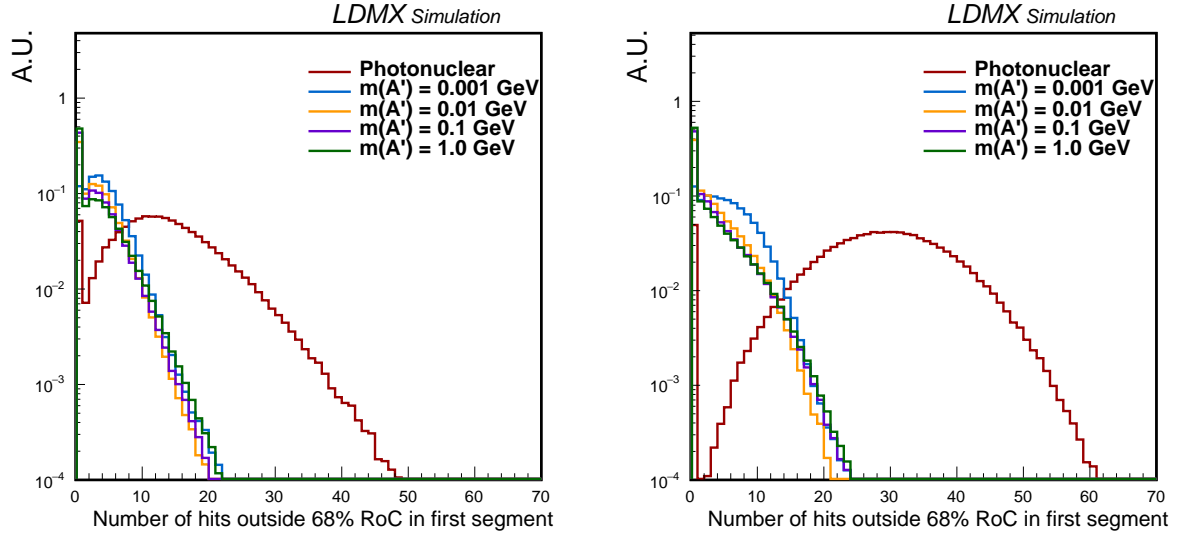 LDMX Simulation
A.U.
Photonuclear
m(A') = 0.001 GeV
m(A') = 0.01 GeV
m(A') = 0.1 GeV
m(A') = 1.0 GeV
1
10⁻¹
10⁻²
10⁻³
10⁻⁴
0 10 20 30 40 50 60 70
Number of hits outside 68% RoC in first segment
LDMX Simulation
A.U.
Photonuclear
m(A') = 0.001 GeV
m(A') = 0.01 GeV
m(A') = 0.1 GeV
m(A') = 1.0 GeV
1
10⁻¹
10⁻²
10⁻³
10⁻⁴
0 10 20 30 40 50 60 70
Number of hits outside 68% RoC in first segment